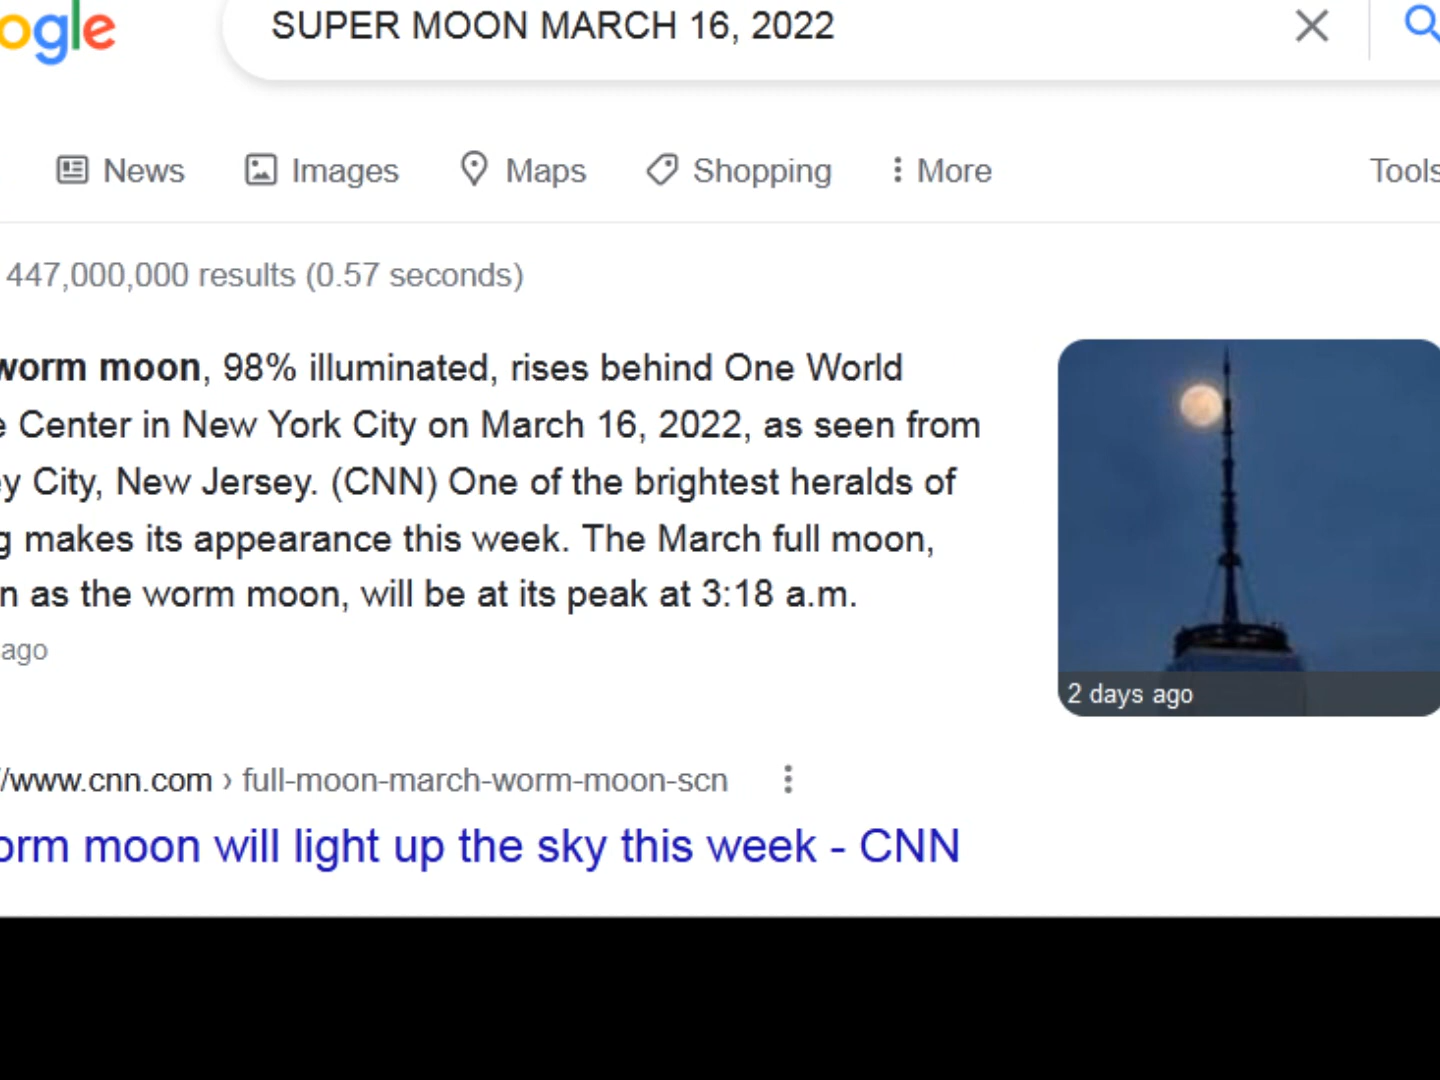 ogle
SUPER MOON MARCH 16, 2022
News Images Maps Shopping More Tools
447,000,000 results (0.57 seconds)
worm moon, 98% illuminated, rises behind One World
e Center in New York City on March 16, 2022, as seen from
ey City, New Jersey. (CNN) One of the brightest heralds of
g makes its appearance this week. The March full moon,
n as the worm moon, will be at its peak at 3:18 a.m.
ago
2 days ago
//www.cnn.com › full-moon-march-worm-moon-scn
orm moon will light up the sky this week - CNN